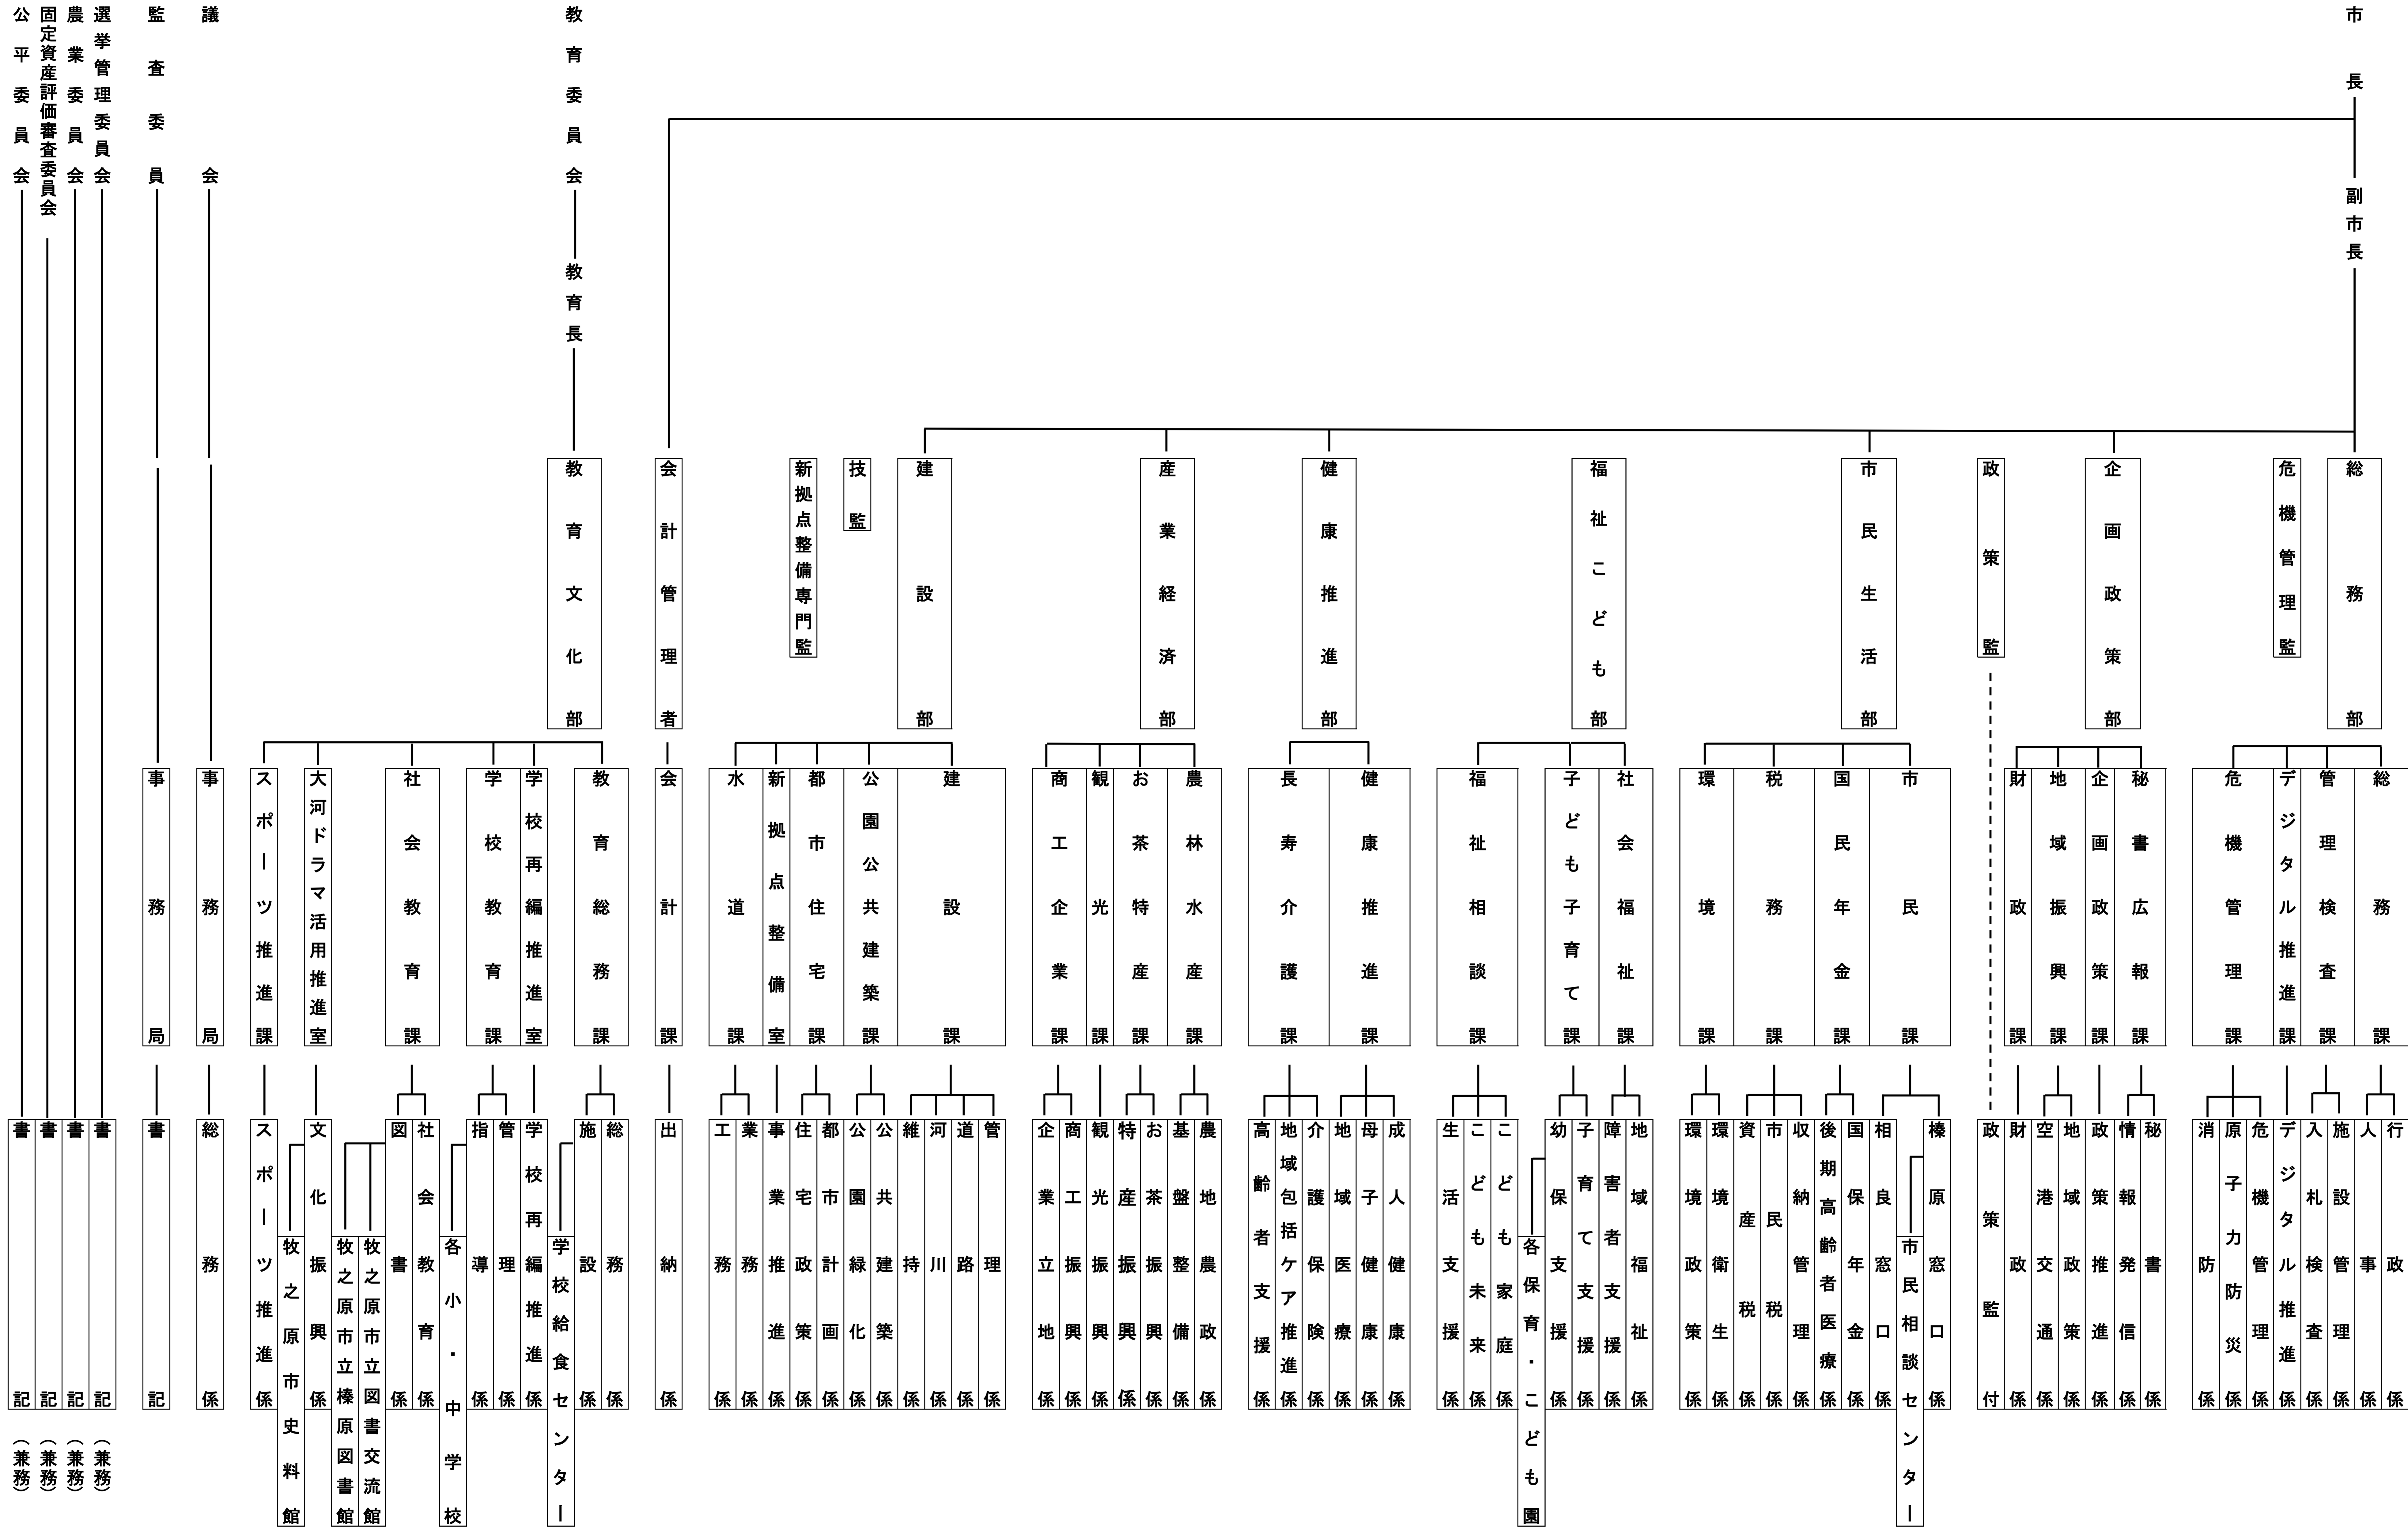 市長
副市長
教育委員会
教育長
議会
監査委員
選挙管理委員会
農業委員会
固定資産評価審査委員会
公平委員会
総務部
危機管理監
企画政策部
政策監
市民生活部
福祉こども部
健康推進部
産業経済部
建設部
技監
新拠点整備専門監
会計管理者
教育文化部
総務課
管理検査課
デジタル推進課
危機管理課
秘書広報課
企画政策課
地域振興課
財政課
市民課
国民年金課
税務課
環境課
社会福祉課
子ども子育て課
福祉相談課
健康推進課
長寿介護課
農林水産課
お茶特産課
観光課
商工企業課
建設課
公園公共建築課
都市住宅課
新拠点整備室
水道課
会計課
教育総務課
学校再編推進室
学校教育課
社会教育課
大河ドラマ活用推進室
スポーツ推進課
事務局
事務局
行政係
人事係
施設管理係
入札検査係
デジタル推進係
危機管理係
原子力防災係
消防係
秘書係
情報発信係
政策推進係
地域政策係
空港交通係
財政係
政策監付
榛原窓口係
市民相談センター
相良窓口係
国保年金係
後期高齢者医療係
収納管理係
市民税係
資産税係
環境衛生係
環境政策係
地域福祉係
障害者支援係
子育て支援係
幼保支援係
各保育・こども園
こども家庭係
こども未来係
生活支援係
成人健康係
母子健康係
地域医療係
介護保険係
地域包括ケア推進係
高齢者支援係
農地農政係
基盤整備係
お茶振興係
特産振興係
観光振興係
商工振興係
企業立地係
管理係
道路係
河川係
維持係
公共建築係
公園緑化係
都市計画係
住宅政策係
事業推進係
業務係
工務係
出納係
総務係
施設係
学校給食センター
学校再編推進係
管理係
指導係
各小・中学校
社会教育係
図書係
牧之原市立図書交流館
牧之原市立榛原図書館
文化振興係
牧之原市史料館
スポーツ推進係
総務係
書記
書記
(兼務)
書記
(兼務)
書記
(兼務)
書記
(兼務)